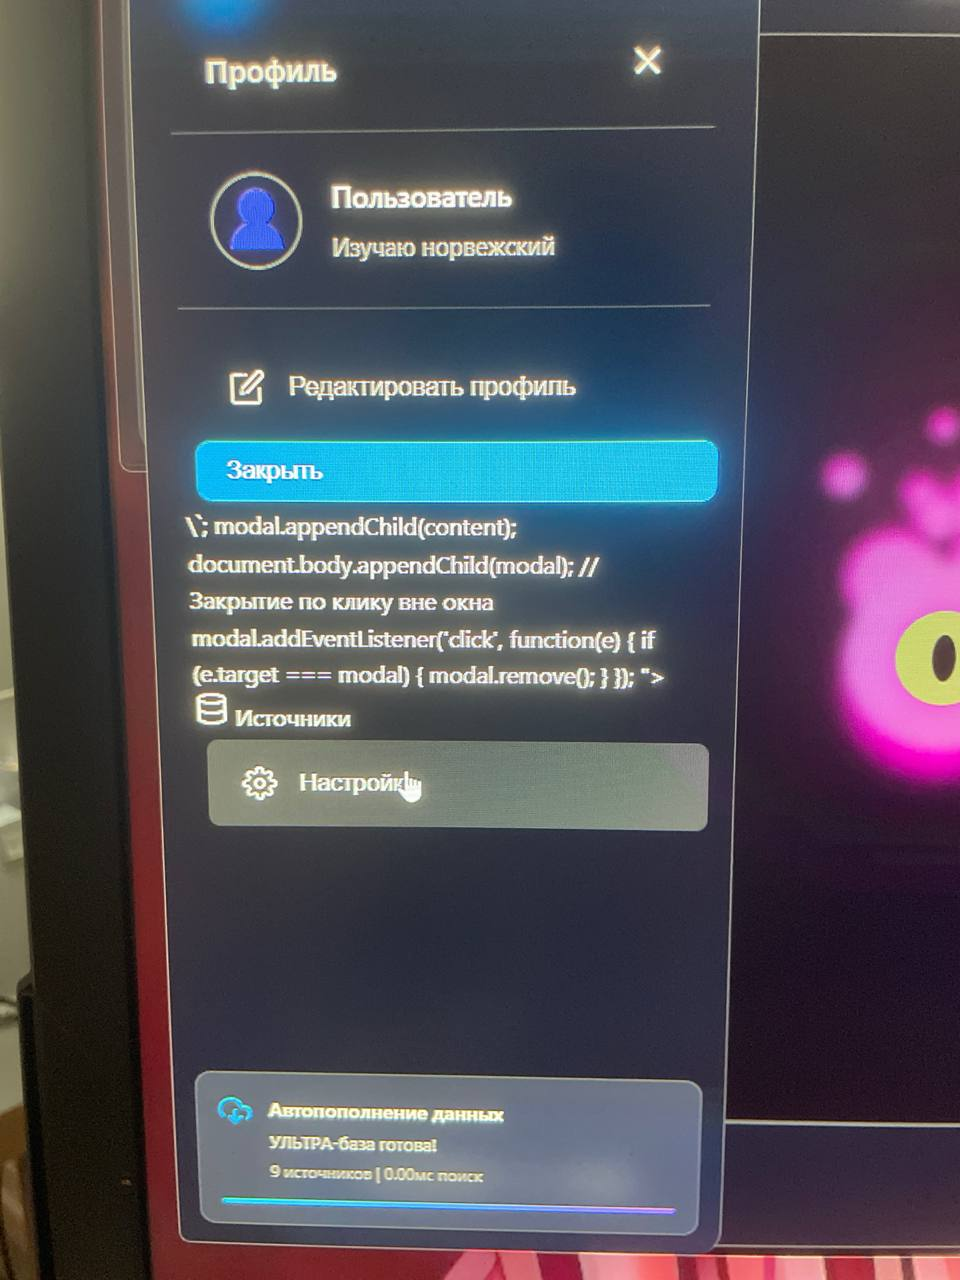 Профиль
Пользователь
Изучаю норвежский
Редактировать профиль
Закрыть
\`; modal.appendChild(content);
document.body.appendChild(modal); //
Закрытие по клику вне окна
modal.addEventListener('click', function(e) { if
(e.target === modal) { modal.remove(); } }); ">
Источники
Настройки
Автопополнение данных
УЛЬТРА-база готова!
9 источников | 0.00мс поиск